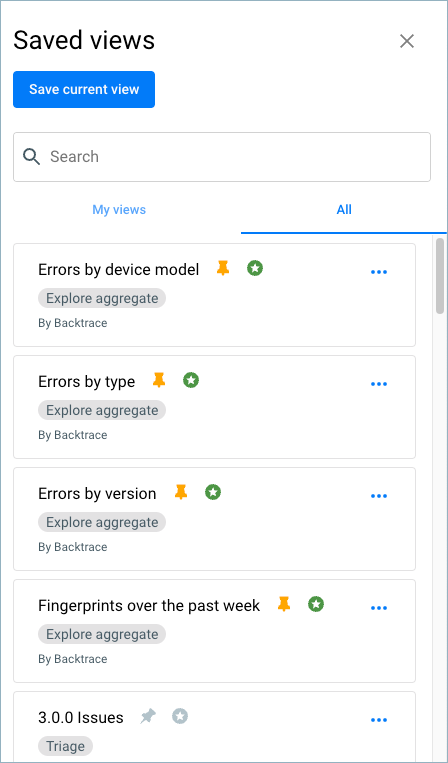 Saved views
Save current view
Search
My views
All
Errors by device model
Explore aggregate
By Backtrace
Errors by type
Explore aggregate
By Backtrace
Errors by version
Explore aggregate
By Backtrace
Fingerprints over the past week
Explore aggregate
By Backtrace
3.0.0 Issues
Triage